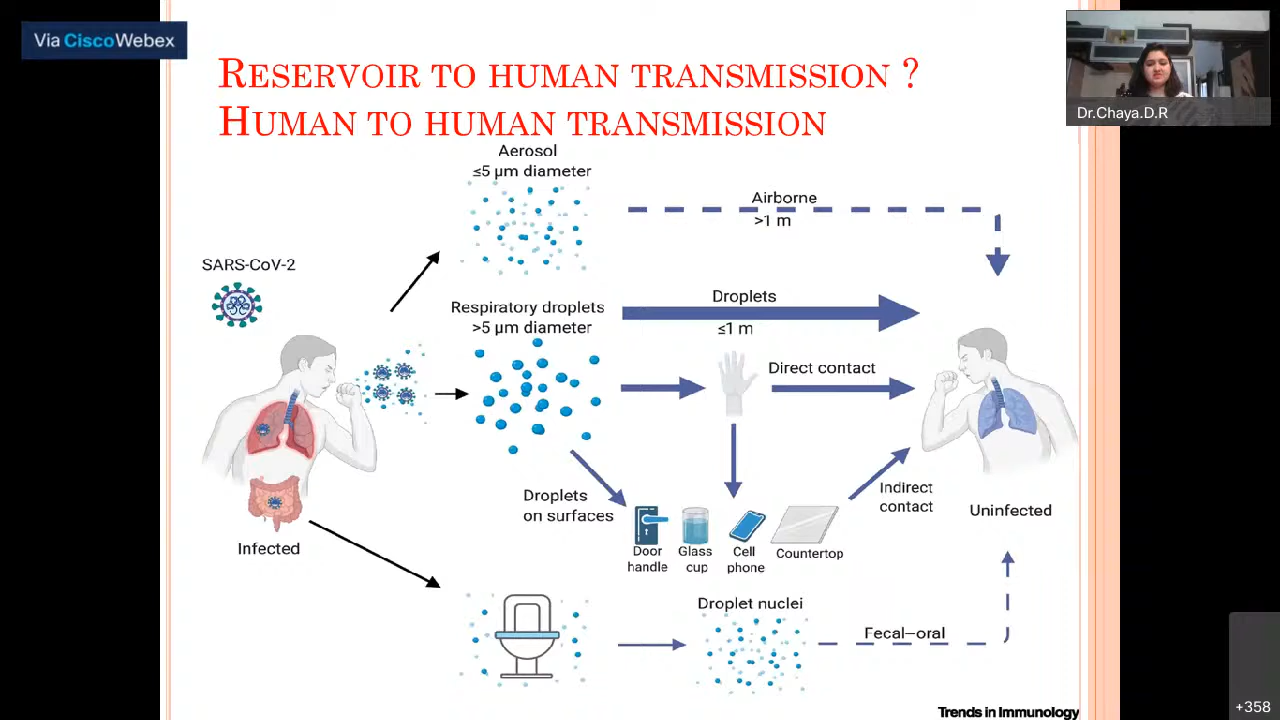 Via CiscoWebex
RESERVOIR TO HUMAN TRANSMISSION ?
HUMAN TO HUMAN TRANSMISSION
Dr.Chaya.D.R
Aerosol
≤5 µm diameter
Airborne
>1 m
SARS-CoV-2
Respiratory droplets
>5 µm diameter
Droplets
≤1 m
Direct contact
Droplets
on surfaces
Indirect
contact
Uninfected
Infected
Door
handle
Glass
cup
Cell
phone
Countertop
Droplet nuclei
Fecal–oral
Trends in Immunology
+358